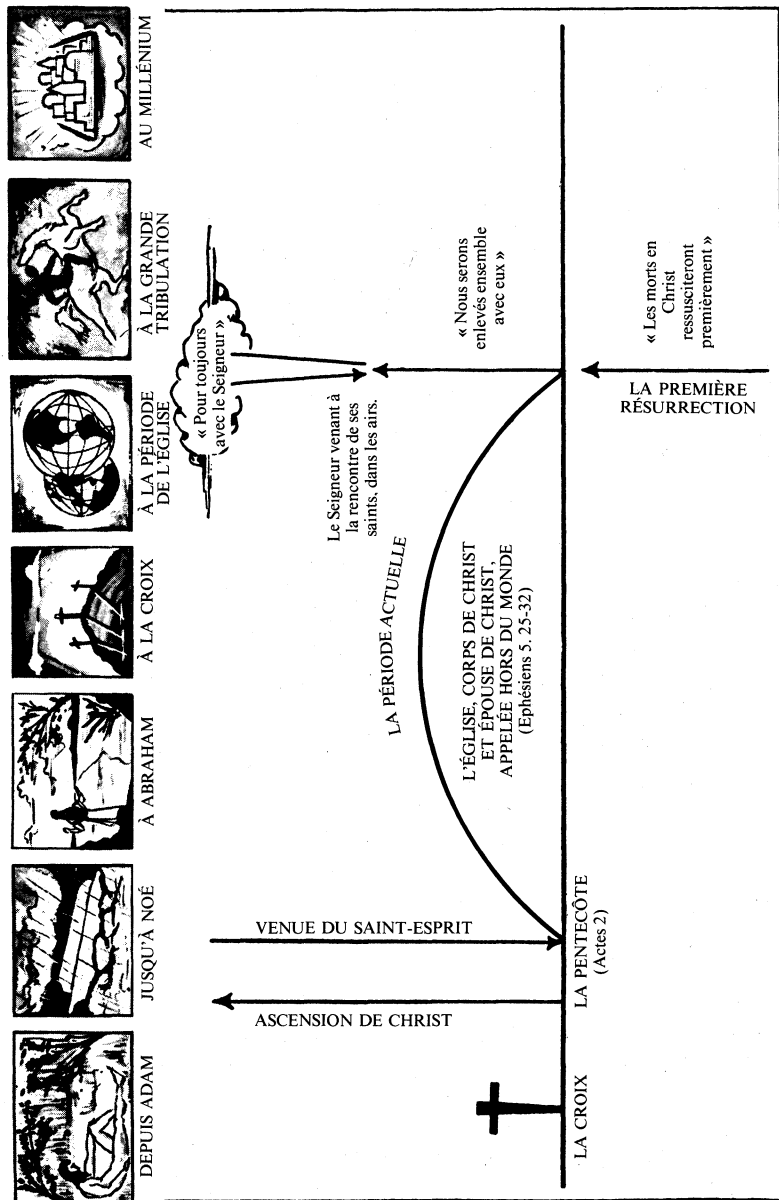 DEPUIS ADAM
JUSQU'À NOÉ
À ABRAHAM
À LA CROIX
À LA PÉRIODE
DE L'ÉGLISE
À LA GRANDE
TRIBULATION
AU MILLÉNIUM
« Pour toujours
avec le Seigneur »
Le Seigneur venant à
la rencontre de ses
saints, dans les airs.
VENUE DU SAINT-ESPRIT
ASCENSION DE CHRIST
LA PÉRIODE ACTUELLE
L'ÉGLISE, CORPS DE CHRIST
ET ÉPOUSE DE CHRIST,
APPELÉE HORS DU MONDE
(Ephésiens 5. 25-32)
« Nous serons
enlevés ensemble
avec eux »
LA CROIX
LA PENTECÔTE
(Actes 2)
LA PREMIÈRE
RÉSURRECTION
« Les morts en
Christ
ressusciteront
premièrement »